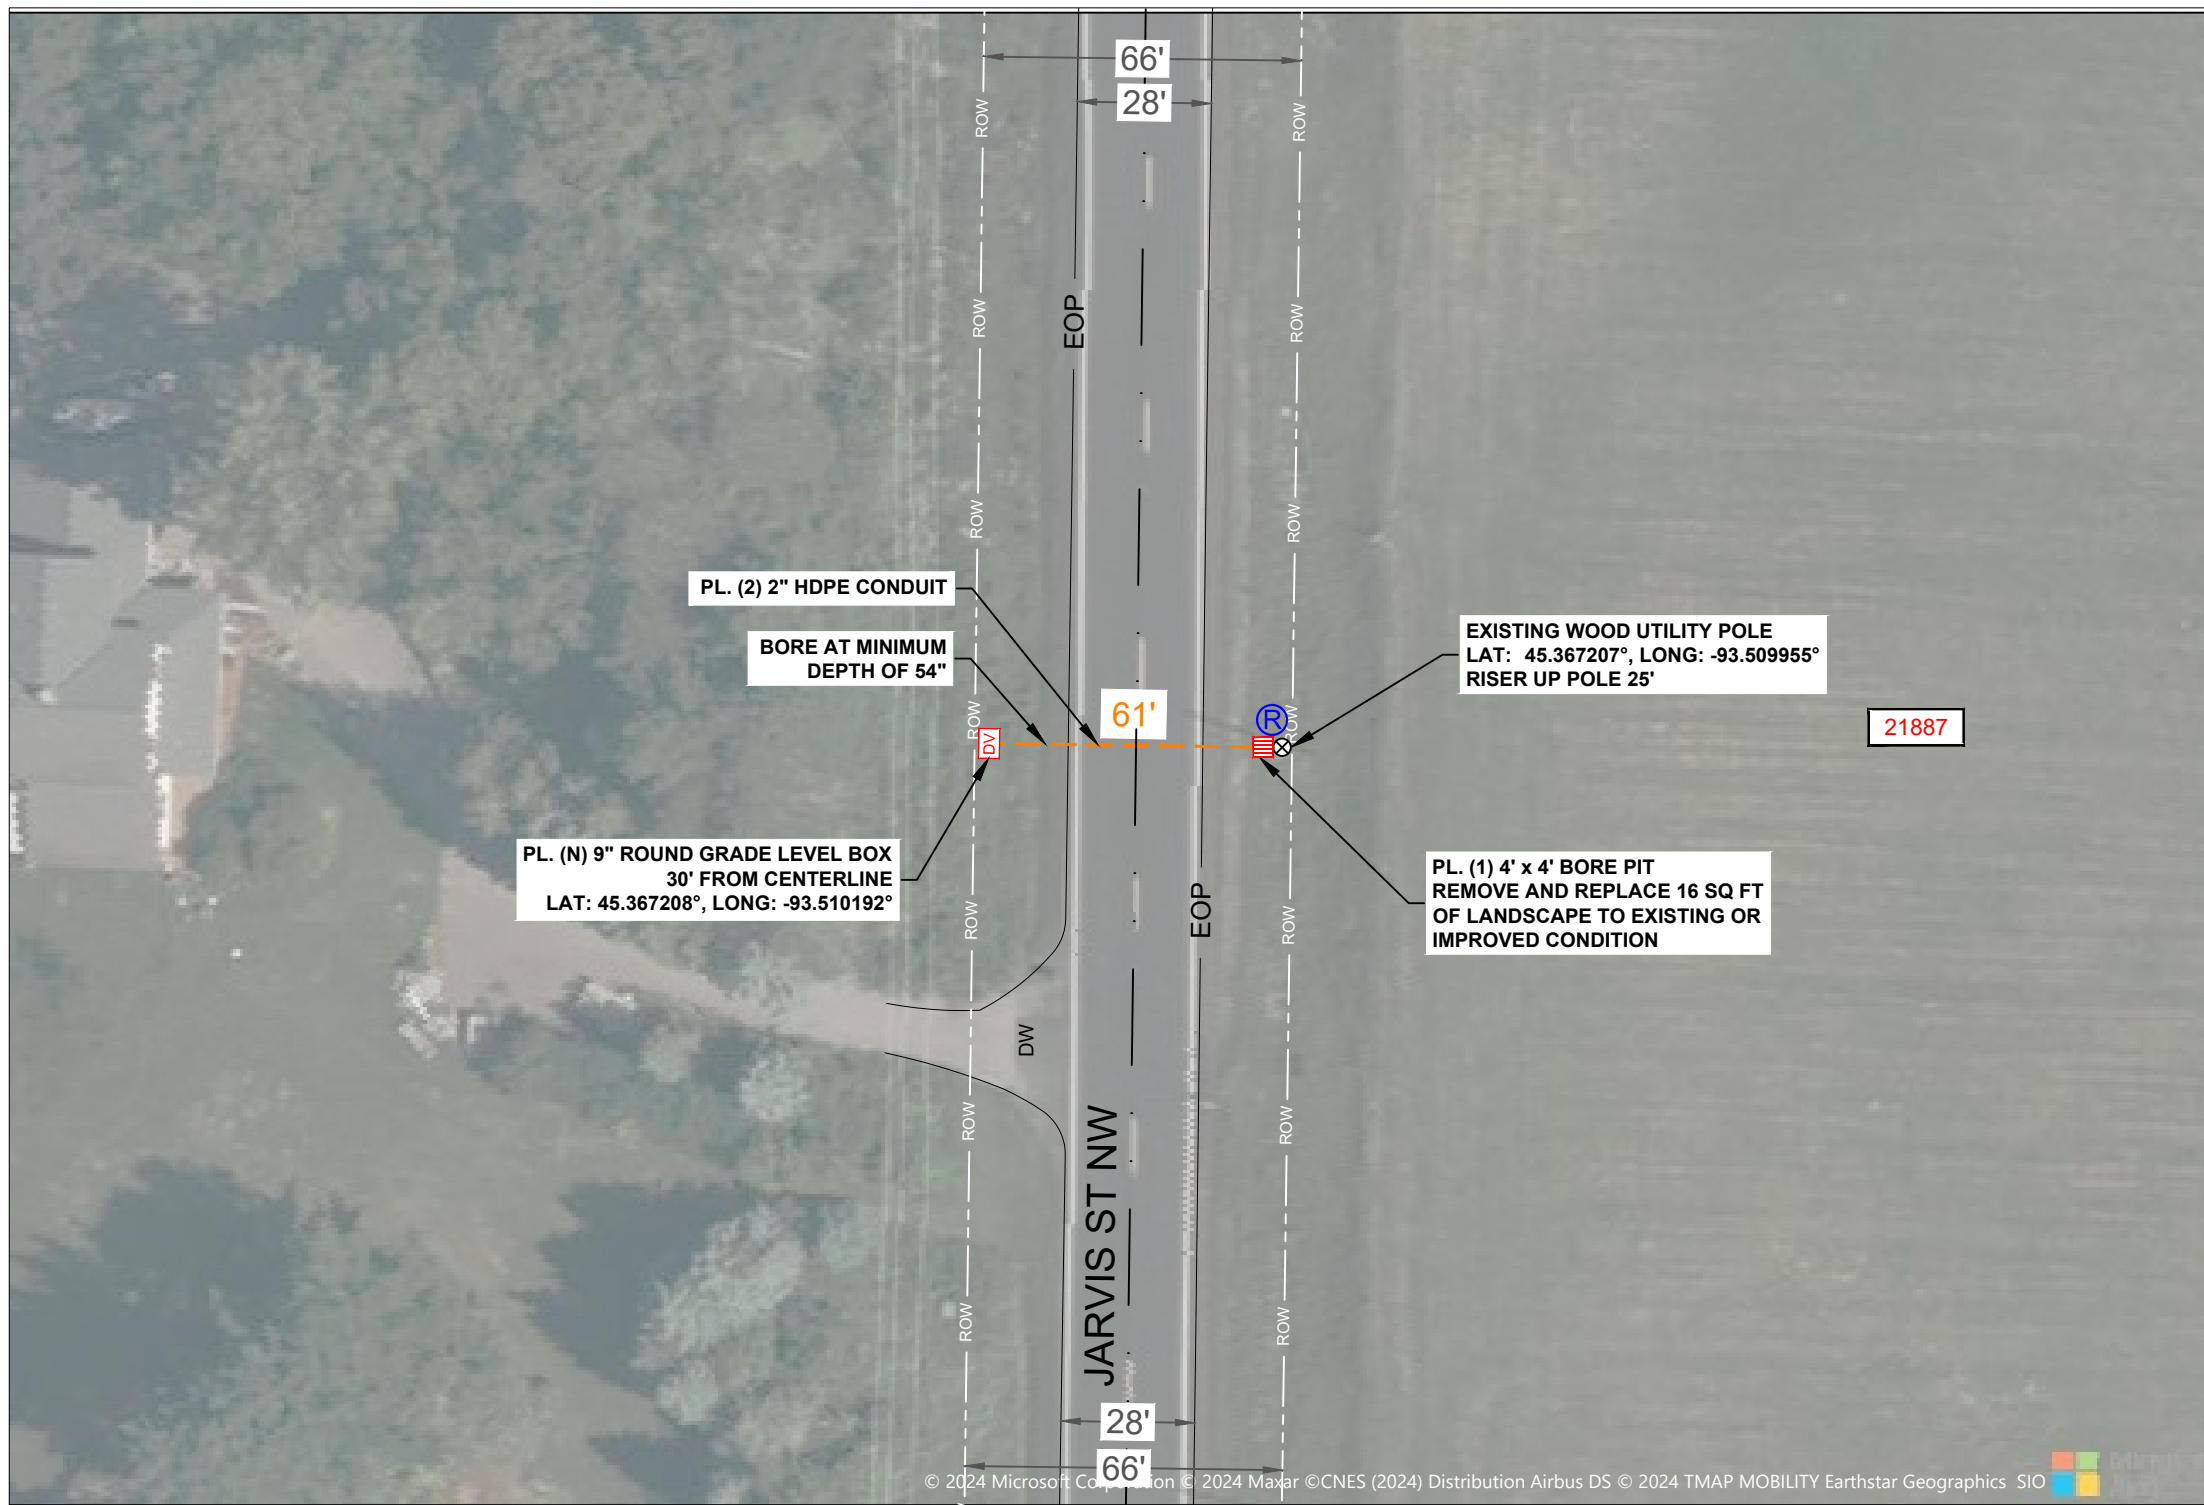 66'
28'
ROW
ROW
ROW
ROW
EOP
ROW
ROW
PL. (2) 2" HDPE CONDUIT
BORE AT MINIMUM
DEPTH OF 54"
EXISTING WOOD UTILITY POLE
LAT: 45.367207°, LONG: -93.509955°
RISER UP POLE 25'
61'
ROW
R
ROW
DV
21887
PL. (N) 9" ROUND GRADE LEVEL BOX
30' FROM CENTERLINE
LAT: 45.367208°, LONG: -93.510192°
PL. (1) 4' x 4' BORE PIT
REMOVE AND REPLACE 16 SQ FT
OF LANDSCAPE TO EXISTING OR
IMPROVED CONDITION
EOP
ROW
ROW
DW
ROW
ROW
JARVIS ST NW
ROW
ROW
28'
66'
© 2024 Microsoft Corporation © 2024 Maxar ©CNES (2024) Distribution Airbus DS © 2024 TMAP MOBILITY Earthstar Geographics SIO